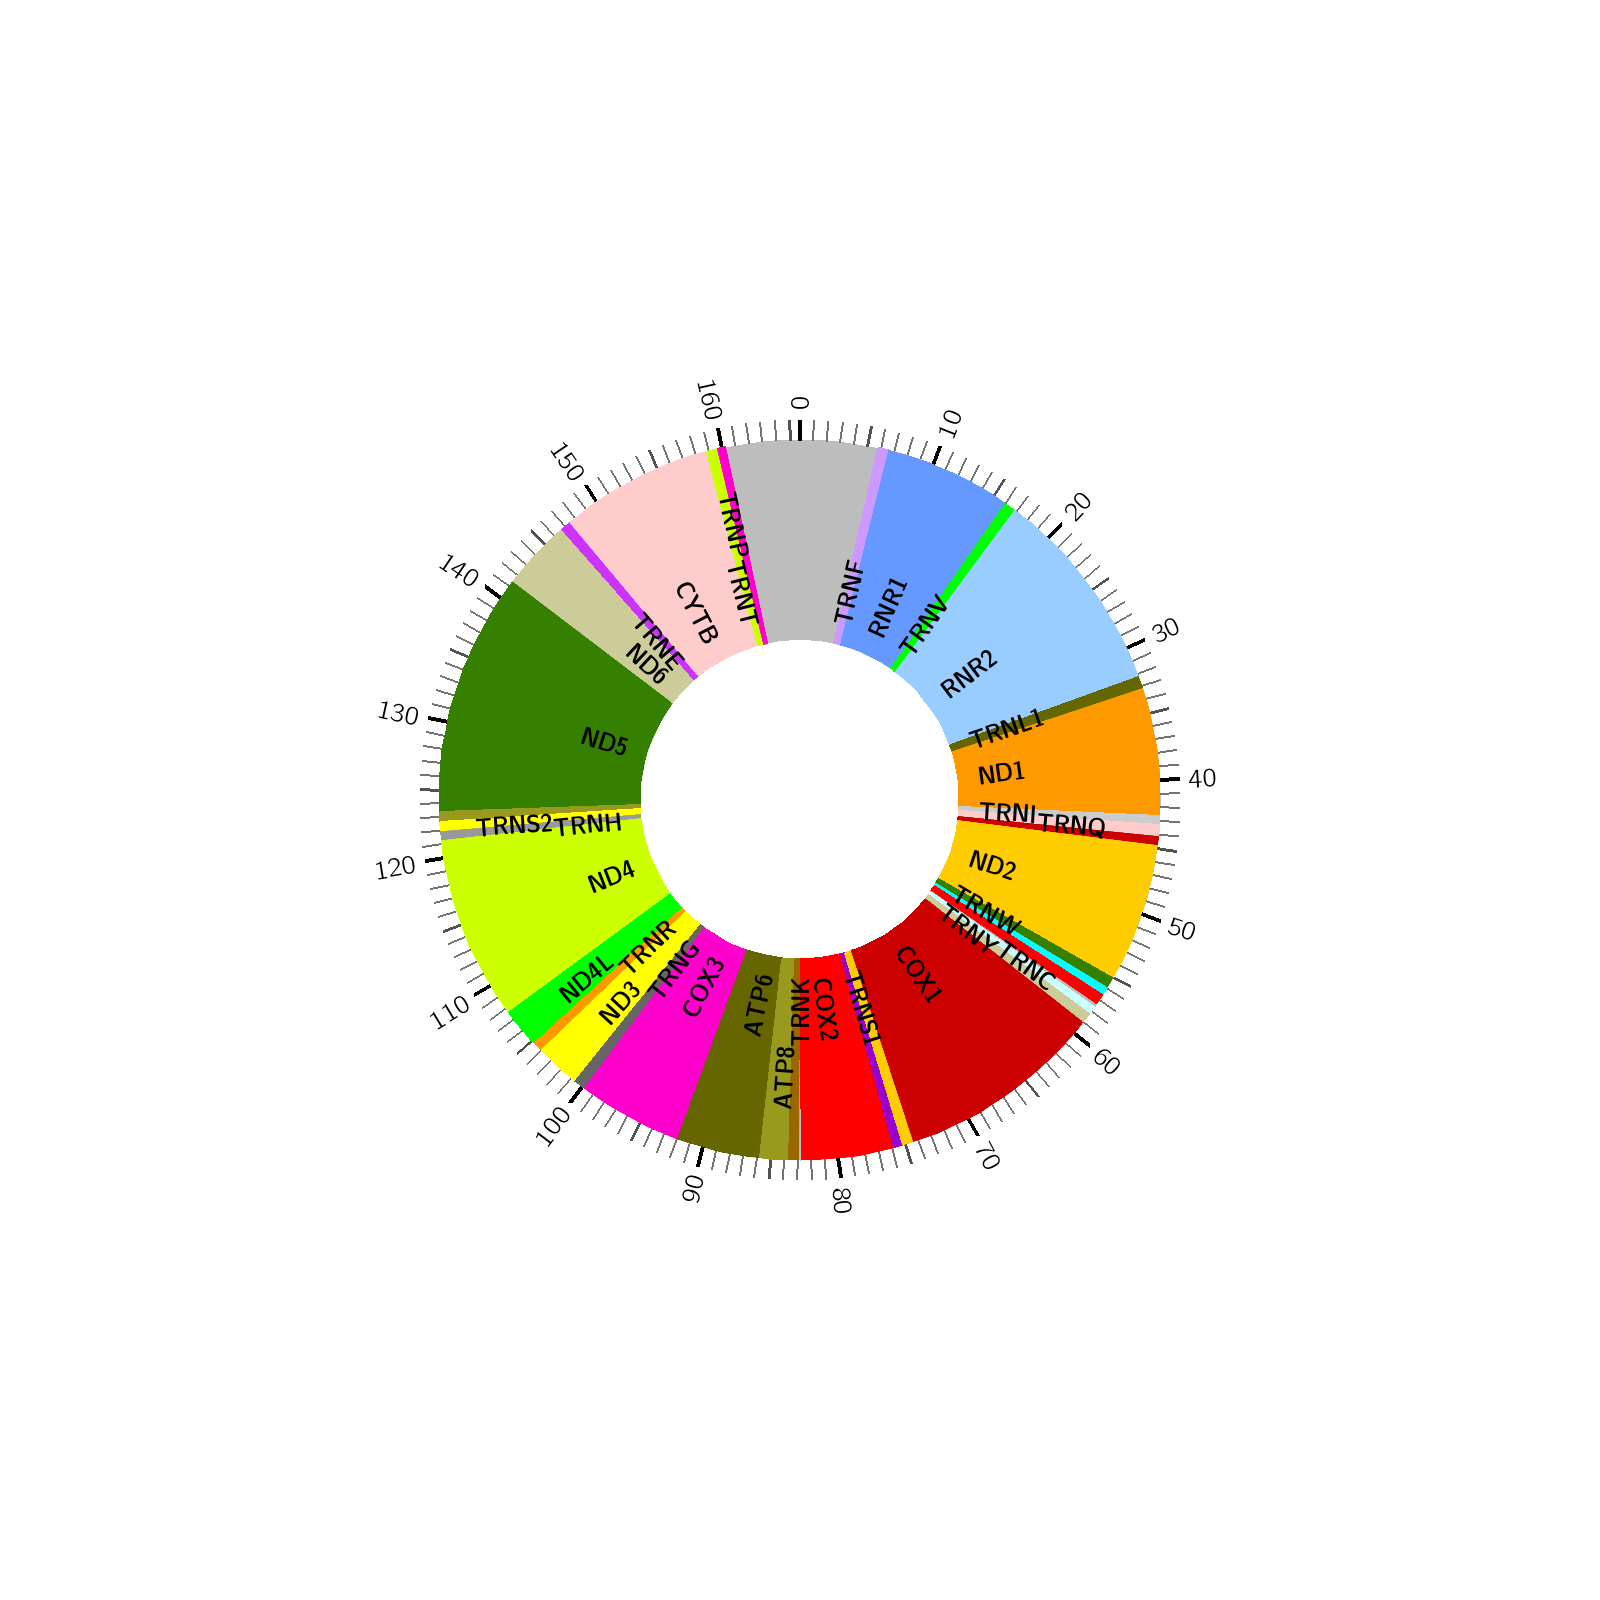 0
10
20
30
40
50
60
70
80
90
100
110
120
130
140
150
160
TRNF
RNR1
TRNV
RNR2
TRNL1
ND1
TRNI
TRNQ
ND2
TRNW
TRNC
TRNY
COX1
TRNS1
COX2
TRNK
ATP8
ATP6
COX3
TRNG
ND3
TRNR
ND4L
ND4
TRNH
TRNS2
ND5
ND6
TRNE
CYTB
TRNT
TRNP